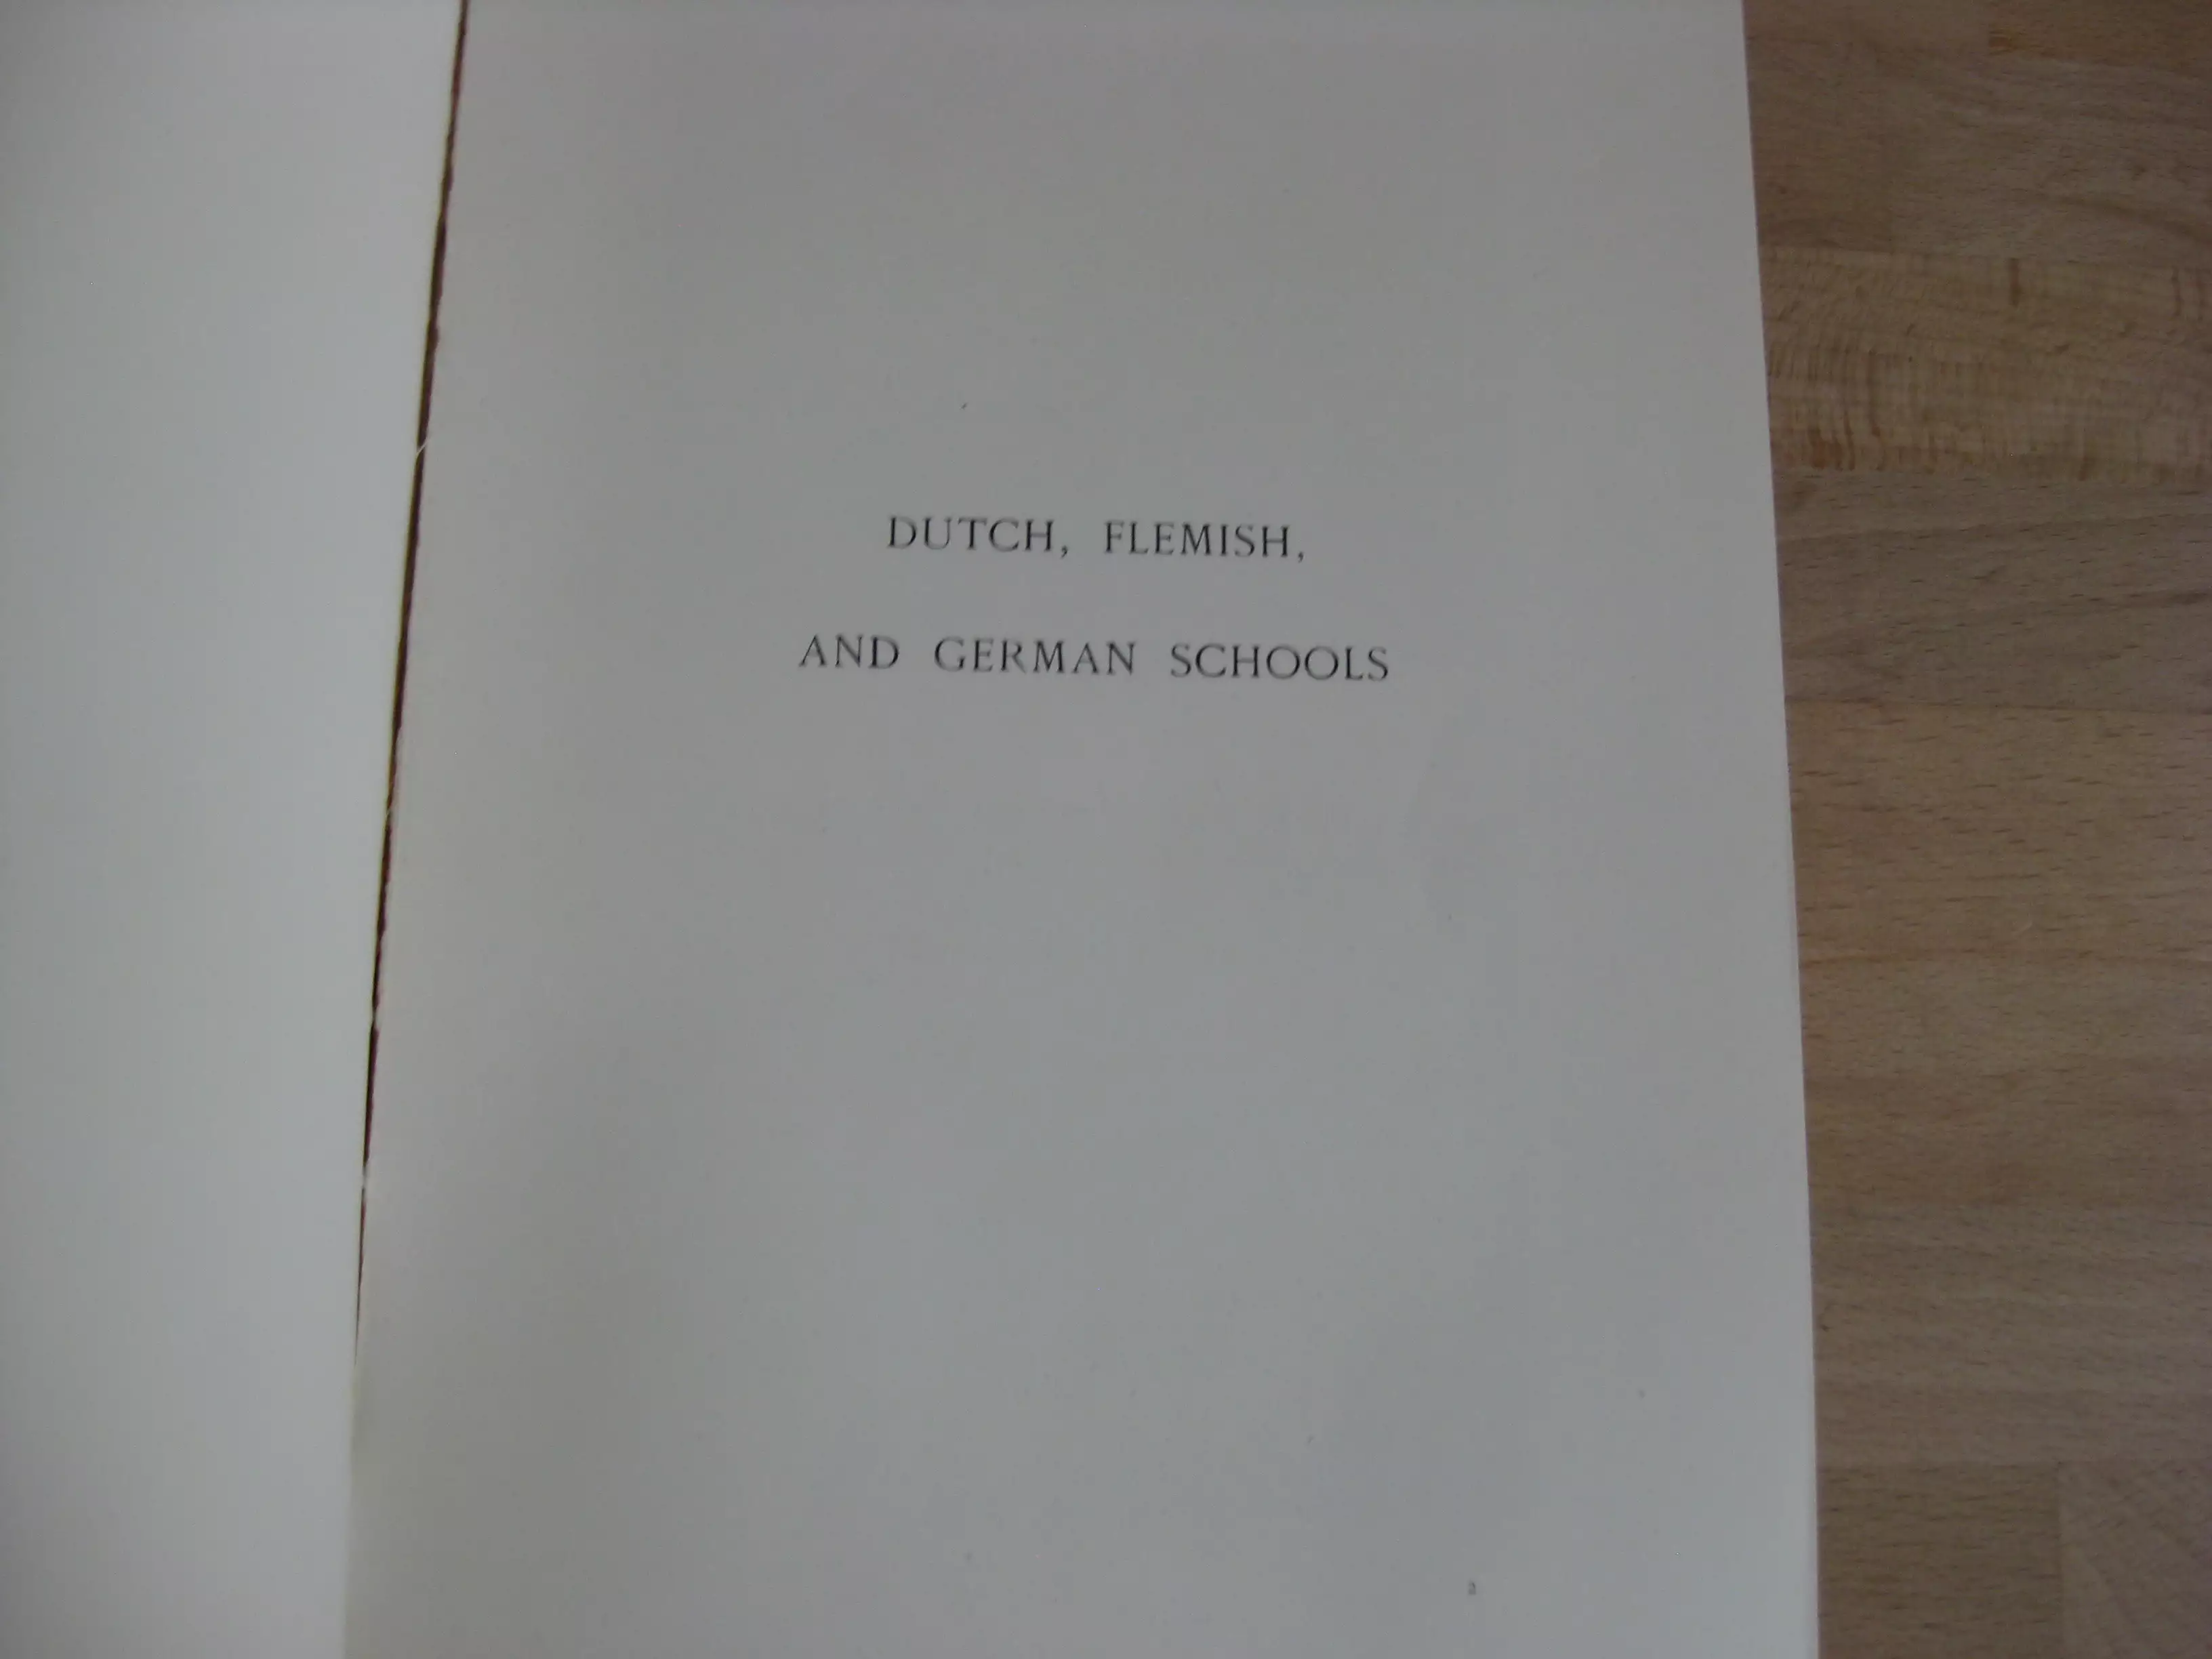 DUTCH, FLEMISH,
AND GERMAN SCHOOLS